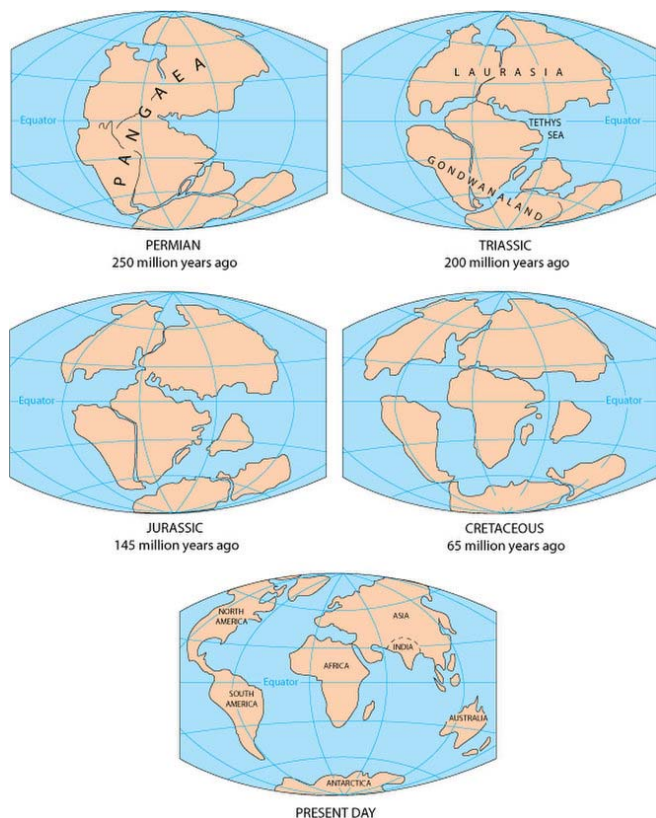 PANGAEA
Equator
PERMIAN
250 million years ago
LAURASIA
TETHYS
SEA
Equator
GONDWANALAND
TRIASSIC
200 million years ago
Equator
JURASSIC
145 million years ago
Equator
CRETACEOUS
65 million years ago
NORTH
AMERICA
ASIA
INDIA
AFRICA
Equator
SOUTH
AMERICA
AUSTRALIA
ANTARCTICA
PRESENT DAY